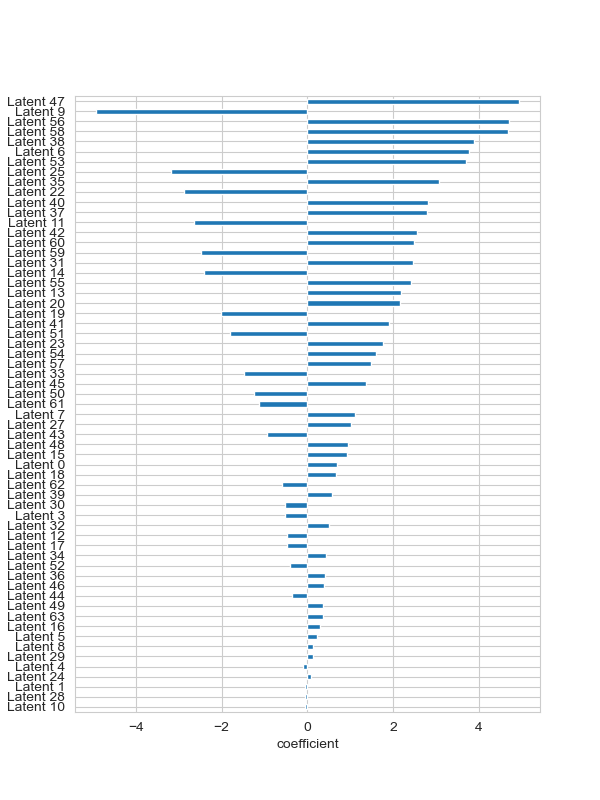 Latent 47
Latent 9
Latent 56
Latent 58
Latent 38
Latent 6
Latent 53
Latent 25
Latent 35
Latent 22
Latent 40
Latent 37
Latent 11
Latent 42
Latent 60
Latent 59
Latent 31
Latent 14
Latent 55
Latent 13
Latent 20
Latent 19
Latent 41
Latent 51
Latent 23
Latent 54
Latent 57
Latent 33
Latent 45
Latent 50
Latent 61
Latent 7
Latent 27
Latent 43
Latent 48
Latent 15
Latent 0
Latent 18
Latent 62
Latent 39
Latent 30
Latent 3
Latent 32
Latent 12
Latent 17
Latent 34
Latent 52
Latent 36
Latent 46
Latent 44
Latent 49
Latent 63
Latent 16
Latent 5
Latent 8
Latent 29
Latent 4
Latent 24
Latent 1
Latent 28
Latent 10
−4 −2 0 2 4
coefficient